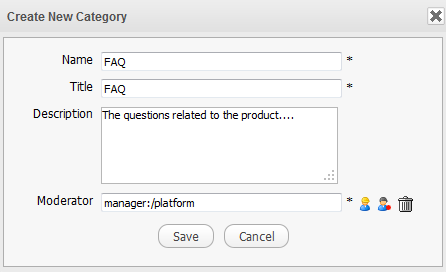 Create New Category
Name FAQ *
Title FAQ *
Description The questions related to the product....
Moderator manager:/platform *
Save Cancel